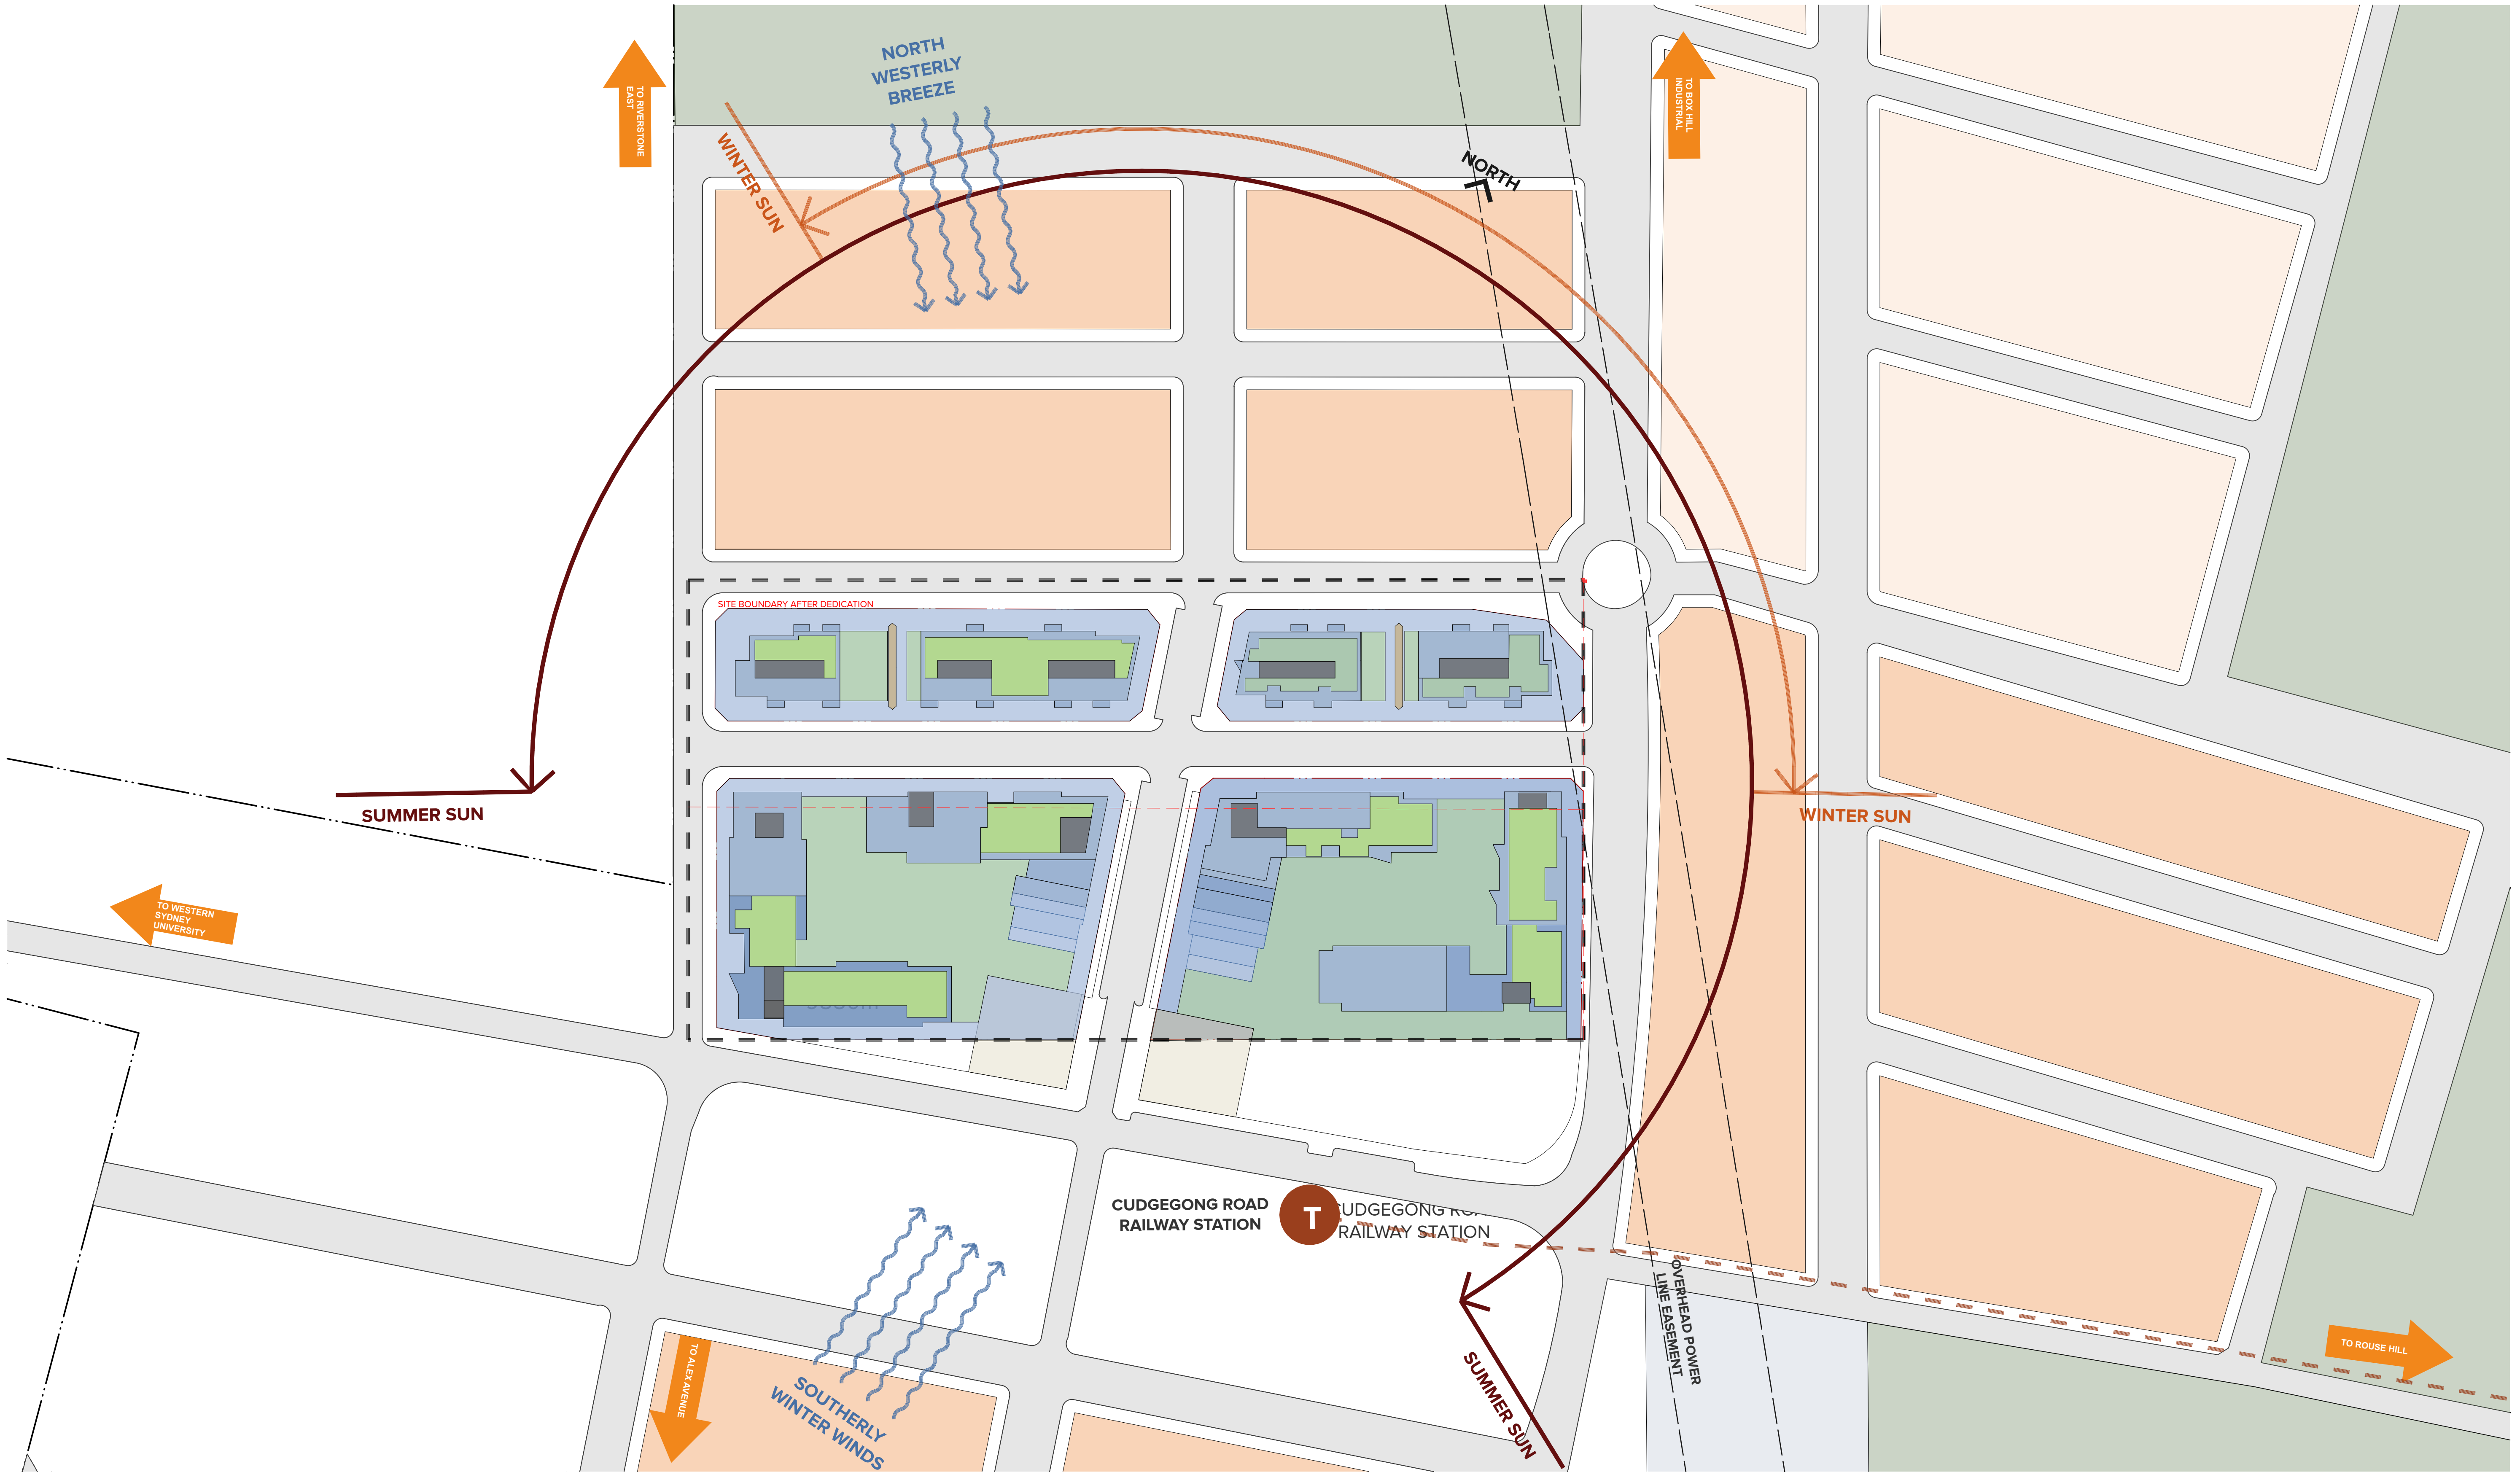 NORTH
WESTERLY
BREEZE
TO RIVERSTONE
EAST
TO BOX HILL
INDUSTRIAL
WINTER SUN
NORTH
SITE BOUNDARY AFTER DEDICATION
SUMMER SUN
WINTER SUN
TO WESTERN
SYDNEY
UNIVERSITY
CUDGEGONG ROAD
RAILWAY STATION
T
RAILWAY STATION
OVERHEAD POWER
LINE EASEMENT
TO ROUSE HILL
TO ALEX AVENUE
SOUTHERLY
WINTER WINDS
SUMMER SUN